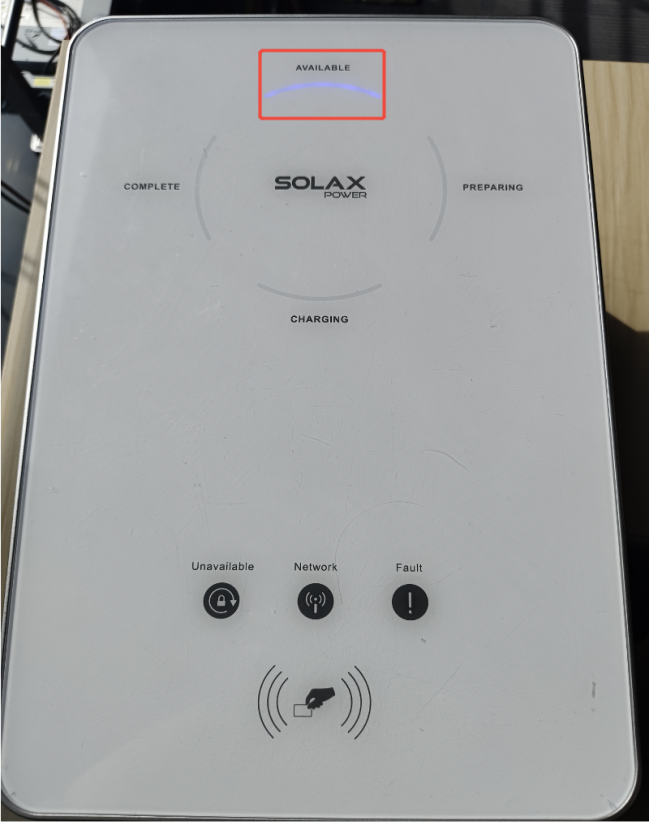 AVAILABLE
COMPLETE
SOLAX
POWER
PREPARING
CHARGING
Unavailable
Network
Fault